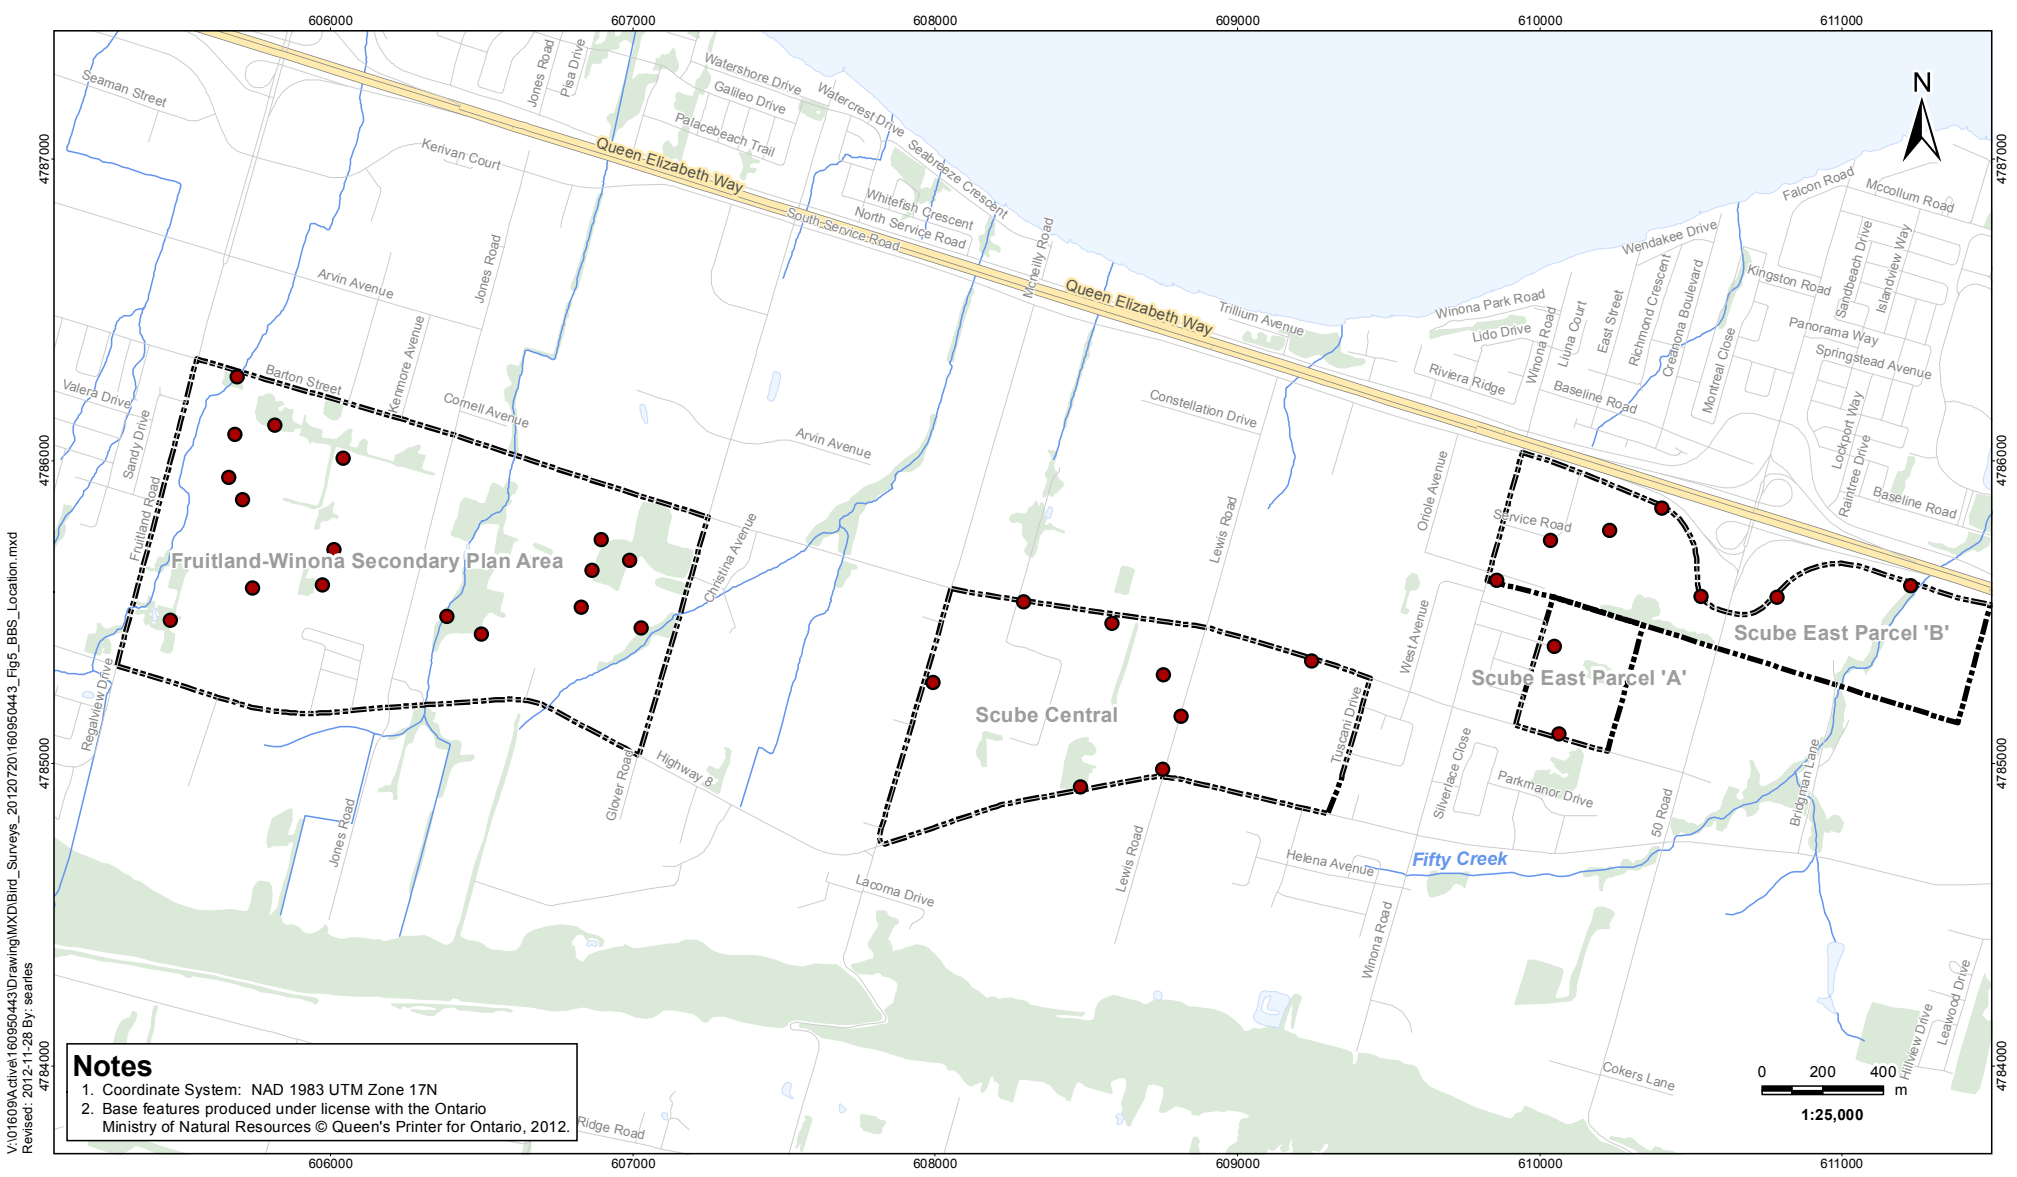 606000
607000
608000
609000
610000
611000
Seaman Street
Jones Road
Pisa Drive
Watershore Drive
Galileo Drive
Palacebeach Trail
Watercrest Drive
Seabreeze Crescent
Kerivan Court
Queen Elizabeth Way
Whitefish Crescent
North Service Road
South Service Road
N
4787000
4787000
Falcon Road
Mccollum Road
Wendakee Drive
Kingston Road
Sandbeach Drive
Islandview Way
Arvin Avenue
Jones Road
Mcneilly Road
Queen Elizabeth Way
Trillium Avenue
Winona Park Road
Lido Drive
Winona Road
Liuna Court
East Street
Richmond Crescent
Creanona Boulevard
Montreal Close
Panorama Way
Springstead Avenue
Riviera Ridge
Baseline Road
Kenmore Avenue
Barton Street
Cornell Avenue
Valera Drive
Sandy Drive
Constellation Drive
Arvin Avenue
4786000
4786000
Lockport Way
Raintree Drive
Baseline Road
Oriole Avenue
Service Road
Lewis Road
Fruitland Road
Christina Avenue
Fruitland-Winona Secondary Plan Area
West Avenue
Scube East Parcel 'B'
Scube East Parcel 'A'
Scube Central
Regalview Drive
Tuscani Drive
4785000
4785000
Glover Road
Highway 8
Silverlace Close
Parkmanor Drive
50 Road
Bridgman Lane
Jones Road
Lewis Road
Helena Avenue
Fifty Creek
Lacoma Drive
Winona Road
Hillview Drive
Leawood Drive
Cokers Lane
Ridge Road
4784000
4784000
Notes
1. Coordinate System: NAD 1983 UTM Zone 17N
2. Base features produced under license with the Ontario
Ministry of Natural Resources © Queen's Printer for Ontario, 2012.
0 200 400
m
1:25,000
606000
607000
608000
609000
610000
611000
V:\01609\Active\160950443\Drawing\MXD\Bird_Surveys_20120720\160950443_Fig5_BBS_Location.mxd
Revised: 2012-11-28 By: searles